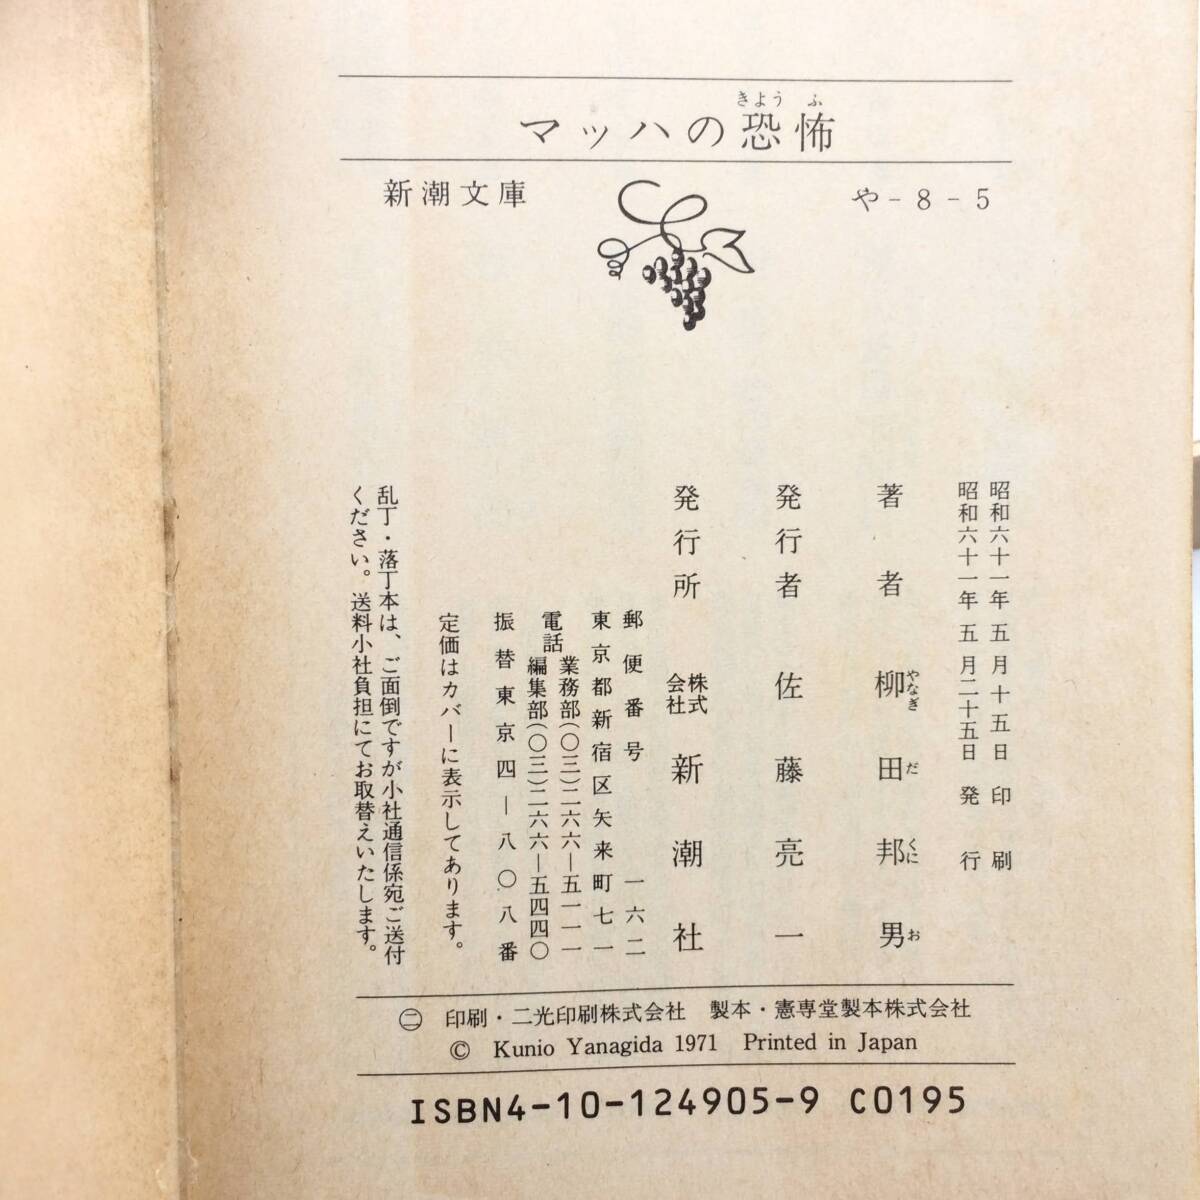 マッハの恐怖
きようふ
新潮文庫
や-8-5
昭和六十一年五月十五日印刷
昭和六十一年五月二十五日発行
著者 柳田邦男
やなぎだくにお
発行者 佐藤亮一
発行所 株式会社 新潮社
郵便番号 一六二
東京都新宿区矢来町七一
電話 業務部(〇三)二六六―五一一一
編集部(〇三)二六六―五四四〇
振替東京四―八〇八番
定価はカバーに表示してあります。
乱丁・落丁本は、ご面倒ですが小社通信係宛ご送付
ください。送料小社負担にてお取替えいたします。
㊁ 印刷・二光印刷株式会社 製本・憲専堂製本株式会社
© Kunio Yanagida 1971 Printed in Japan
ISBN4-10-124905-9 C0195